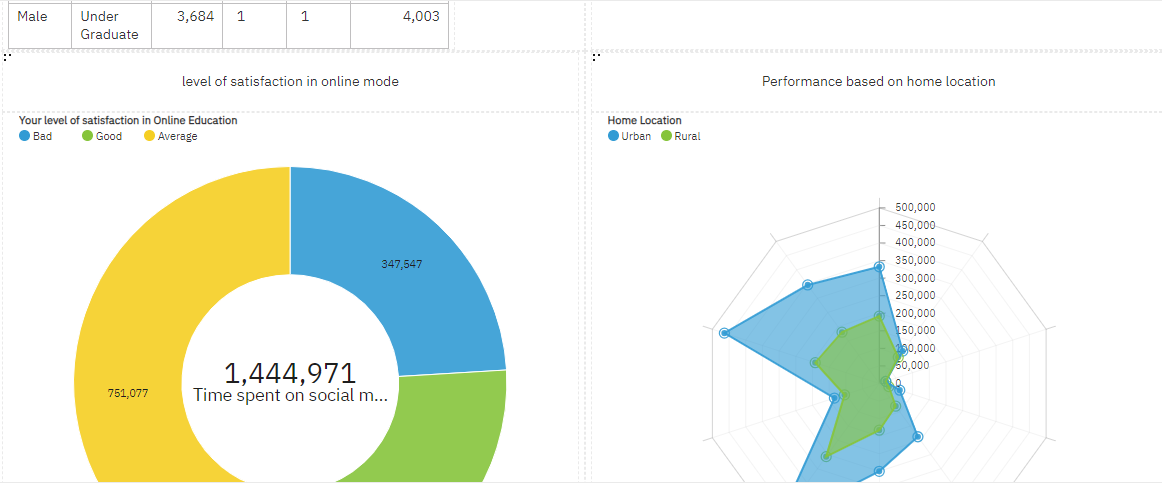 Male Under 3,684 1 1 4,003
Graduate
level of satisfaction in online mode
Your level of satisfaction in Online Education
Bad Good Average
347,547
1,444,971
Time spent on social m...
751,077
Performance based on home location
Home Location
Urban Rural
500,000
450,000
400,000
350,000
300,000
250,000
200,000
150,000
100,000
50,000
0